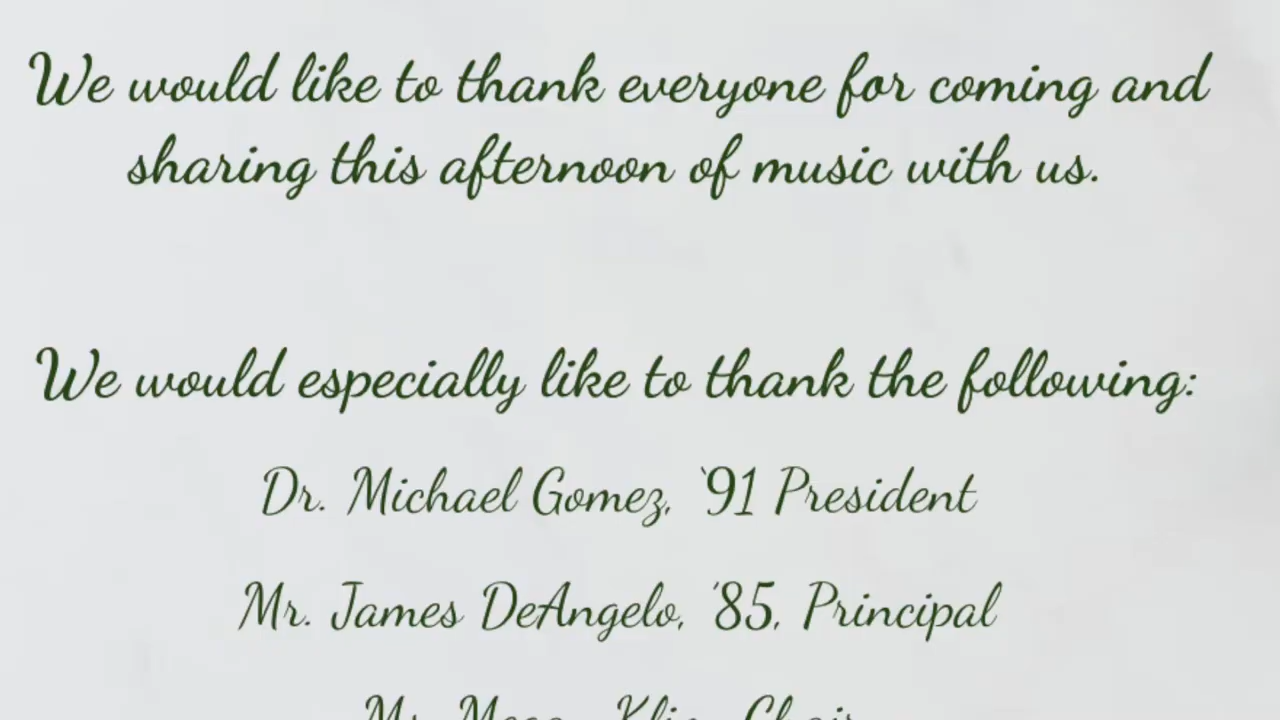 We would like to thank everyone for coming and
sharing this afternoon of music with us.
We would especially like to thank the following:
Dr. Michael Gomez, '91 President
Mr. James DeAngelo, '85, Principal